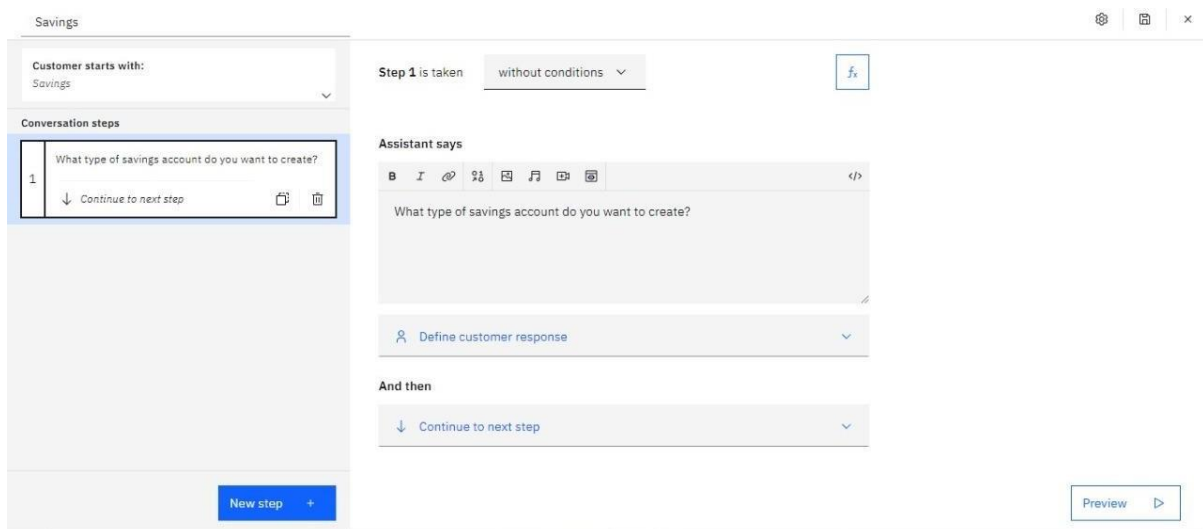 Savings
Customer starts with:
Savings
Conversation steps
1
What type of savings account do you want to create?
Continue to next step
New step +
Step 1 is taken without conditions
fx
Assistant says
B I </>
What type of savings account do you want to create?
Define customer response
And then
Continue to next step
Preview